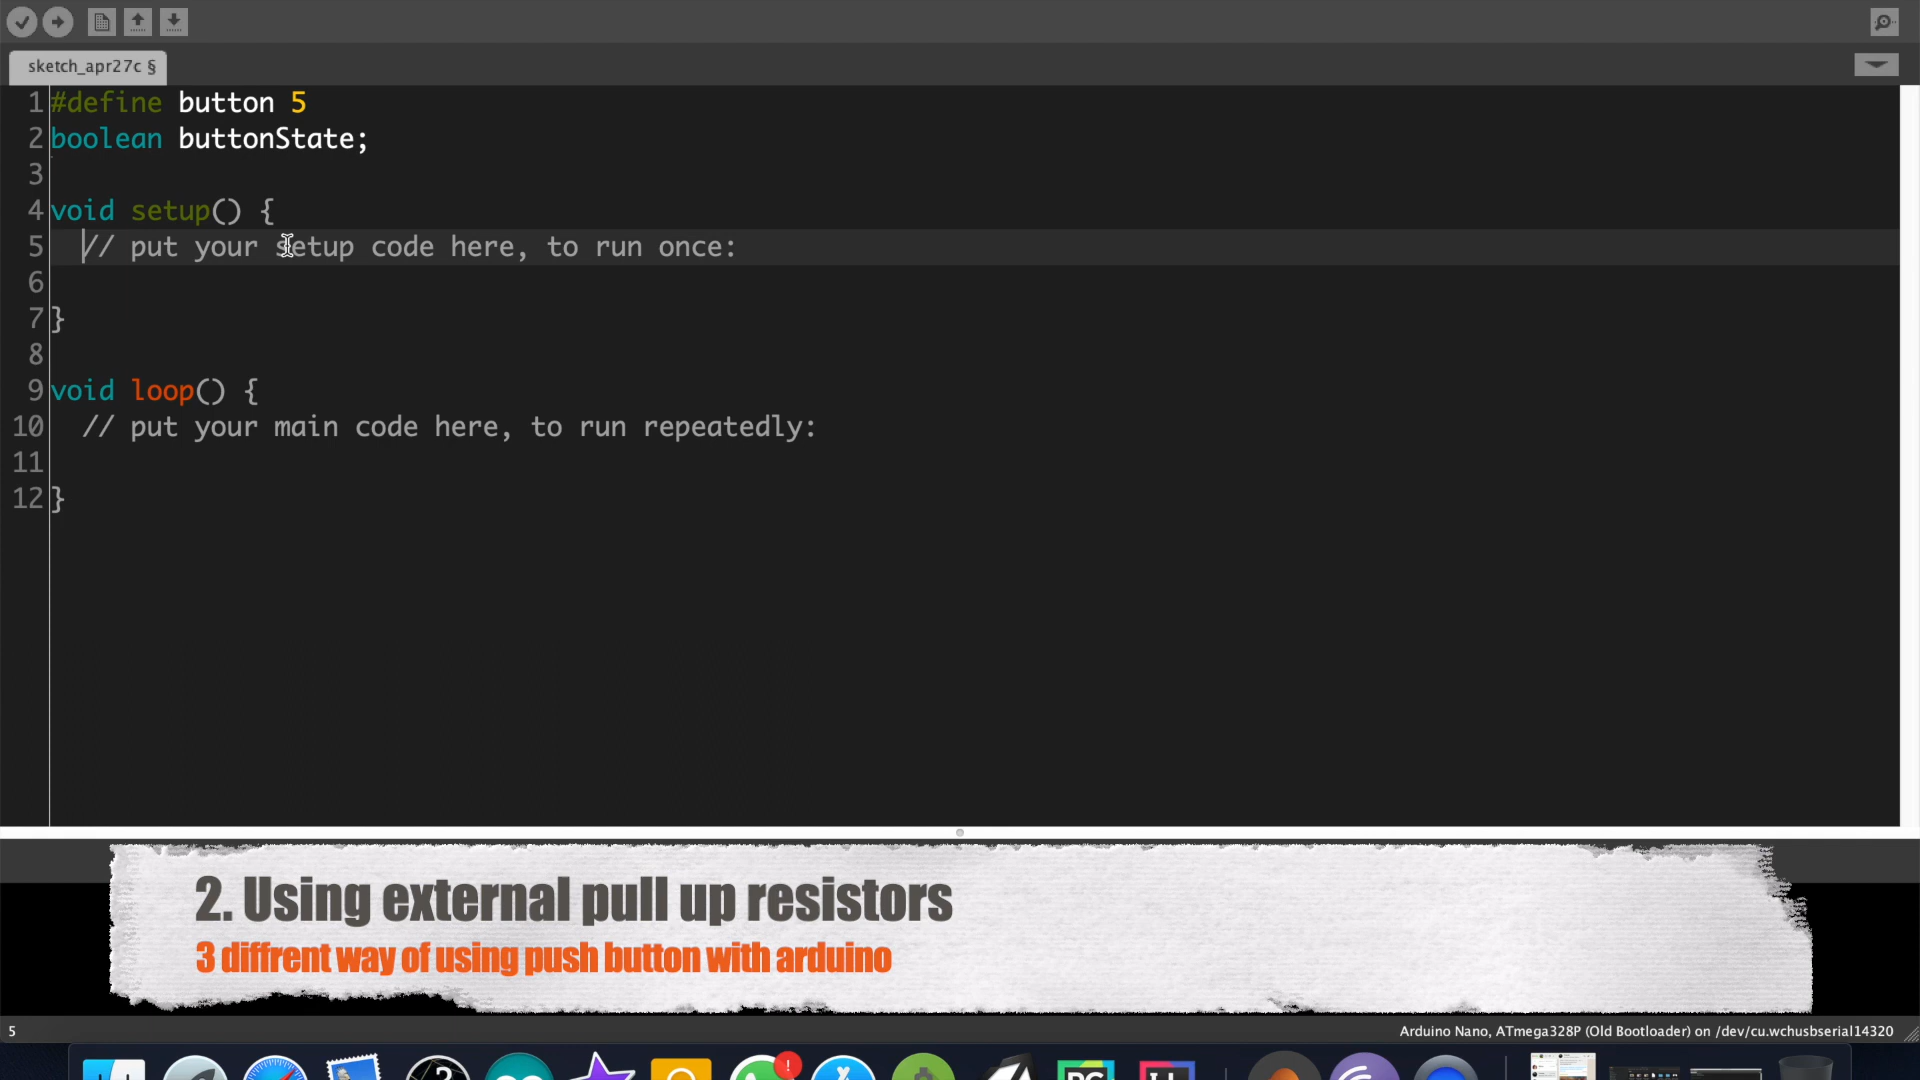 sketch_apr27c §
1 #define button 5
2 boolean buttonState;
3
4 void setup() {
5 // put your setup code here, to run once:
6
7 }
8
9 void loop() {
10 // put your main code here, to run repeatedly:
11
12 }
2. Using external pull up resistors
3 diffrent way of using push button with arduino
5
Arduino Nano, ATmega328P (Old Bootloader) on /dev/cu.wchusbserial14320